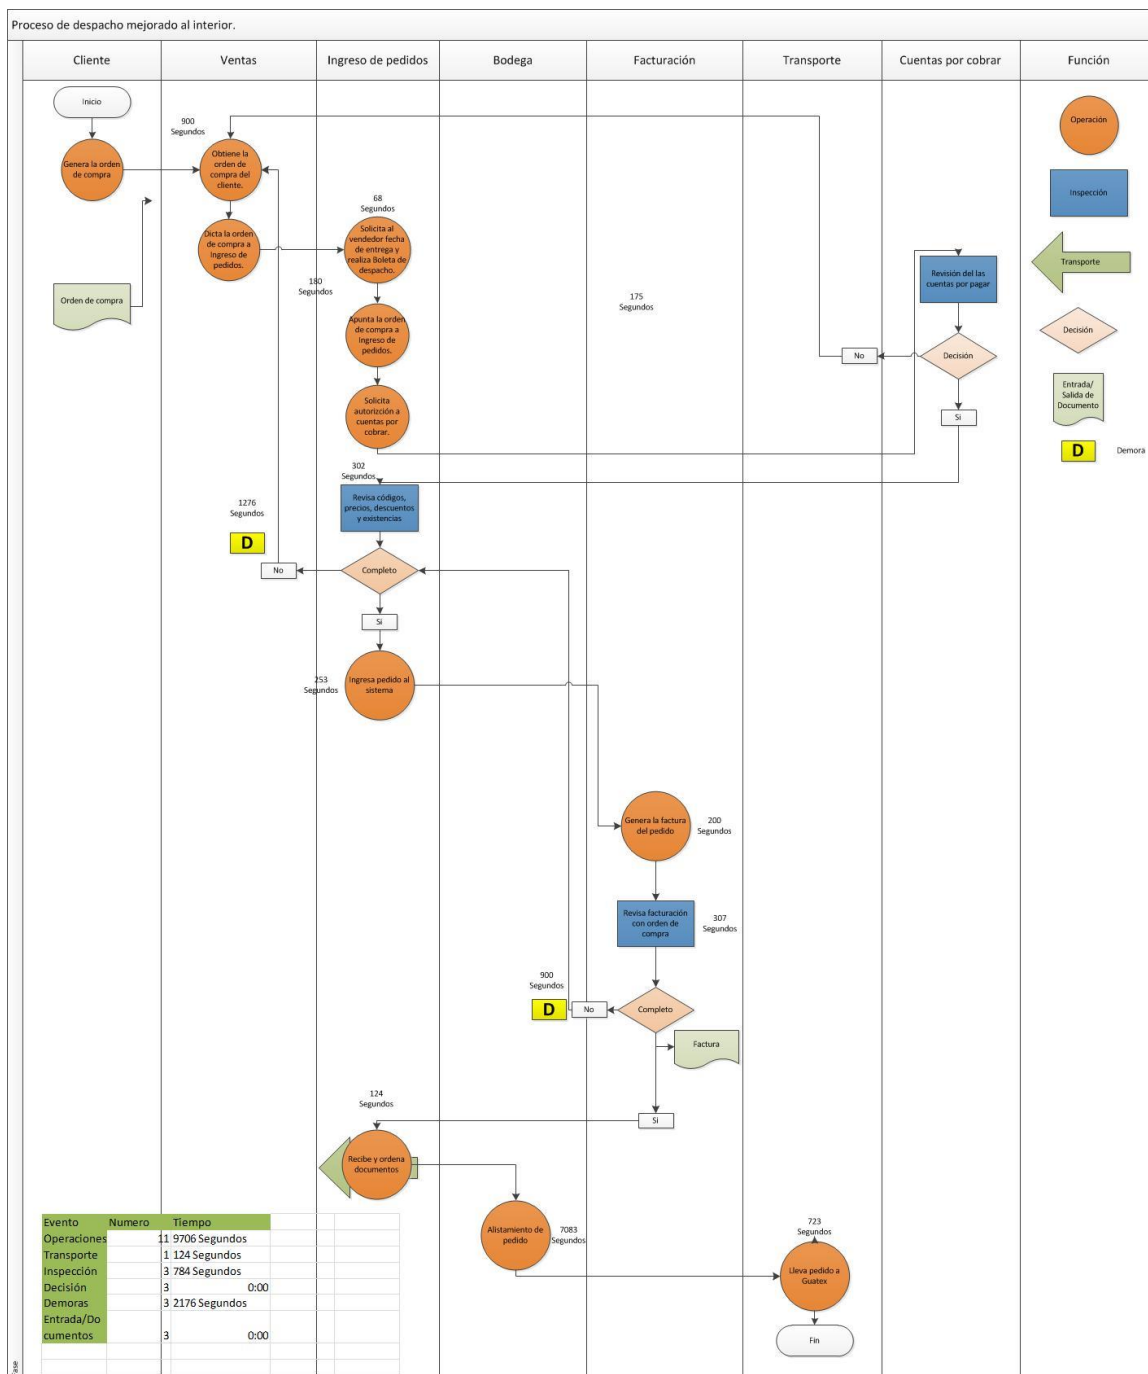 Proceso de despacho mejorado al interior.
Cliente
Ventas
Ingreso de pedidos
Bodega
Facturación
Transporte
Cuentas por cobrar
Función
Inicio
900
Segundos
Operación
Genera la orden
de compra
Obtiene la
orden de
compra del
cliente.
Inspección
68
Segundos
Dicta la orden
de compra a
Ingreso de
pedidos.
Solicita al
vendedor fecha
de entrega y
realiza Boleta de
despacho.
Transporte
180
Segundos
Revisión del las
cuentas por pagar
Orden de compra
175
Segundos
Apunta la orden
de compra a
Ingreso de
pedidos.
Decisión
No
Decisión
Entrada/
Salida de
Documento
Solicita
autorizción a
cuentas por
cobrar.
Si
D
Demora
302
Segundos
Revisa códigos,
precios, descuentos
y existencias
1276
Segundos
D
No
Completo
Si
253
Segundos
Ingresa pedido al
sistema
Genera la factura
del pedido
200
Segundos
Revisa facturación
con orden de
compra
307
Segundos
900
Segundos
D
No
Completo
Factura
Si
124
Segundos
Recibe y ordena
documentos
Alistamiento de
pedido
7083
Segundos
723
Segundos
Lleva pedido a
Guatex
Fin
Evento Numero Tiempo
Operaciones 11 9706 Segundos
Transporte 1 124 Segundos
Inspección 3 784 Segundos
Decisión 3 0:00
Demoras 3 2176 Segundos
Entrada/Do
cumentos 3 0:00